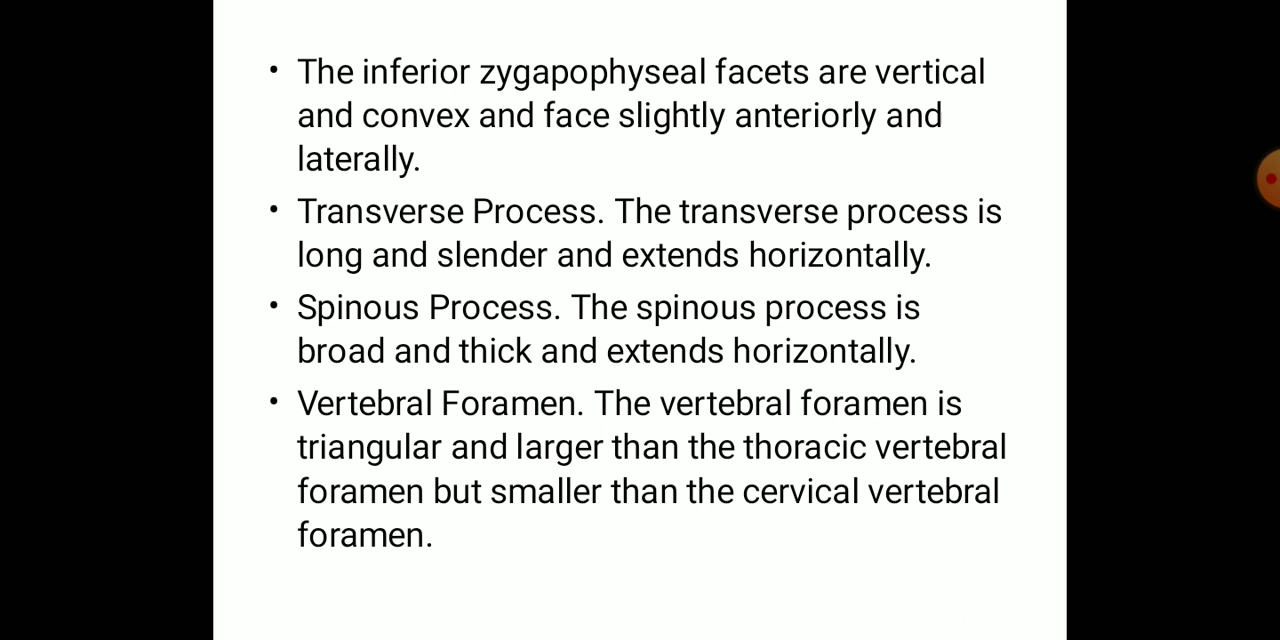 • The inferior zygapophyseal facets are vertical
and convex and face slightly anteriorly and
laterally.
• Transverse Process. The transverse process is
long and slender and extends horizontally.
• Spinous Process. The spinous process is
broad and thick and extends horizontally.
• Vertebral Foramen. The vertebral foramen is
triangular and larger than the thoracic vertebral
foramen but smaller than the cervical vertebral
foramen.